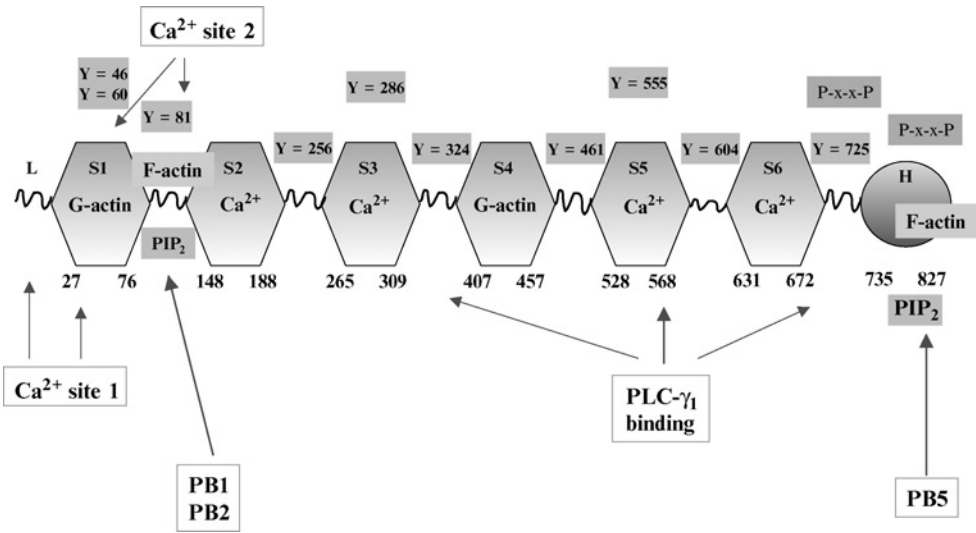 Ca²⁺ site 2
Y = 46
Y = 60
Y = 81
Y = 286
Y = 555
P-x-x-P
P-x-x-P
Y = 256
Y = 324
Y = 461
Y = 604
Y = 725
L
S1
F-actin
S2
S3
S4
S5
S6
H
G-actin
Ca²⁺
Ca²⁺
G-actin
Ca²⁺
Ca²⁺
F-actin
PIP₂
27 76 148 188 265 309 407 457 528 568 631 672 735 827
PIP₂
Ca²⁺ site 1
PLC-γ₁
binding
PB1
PB2
PB5